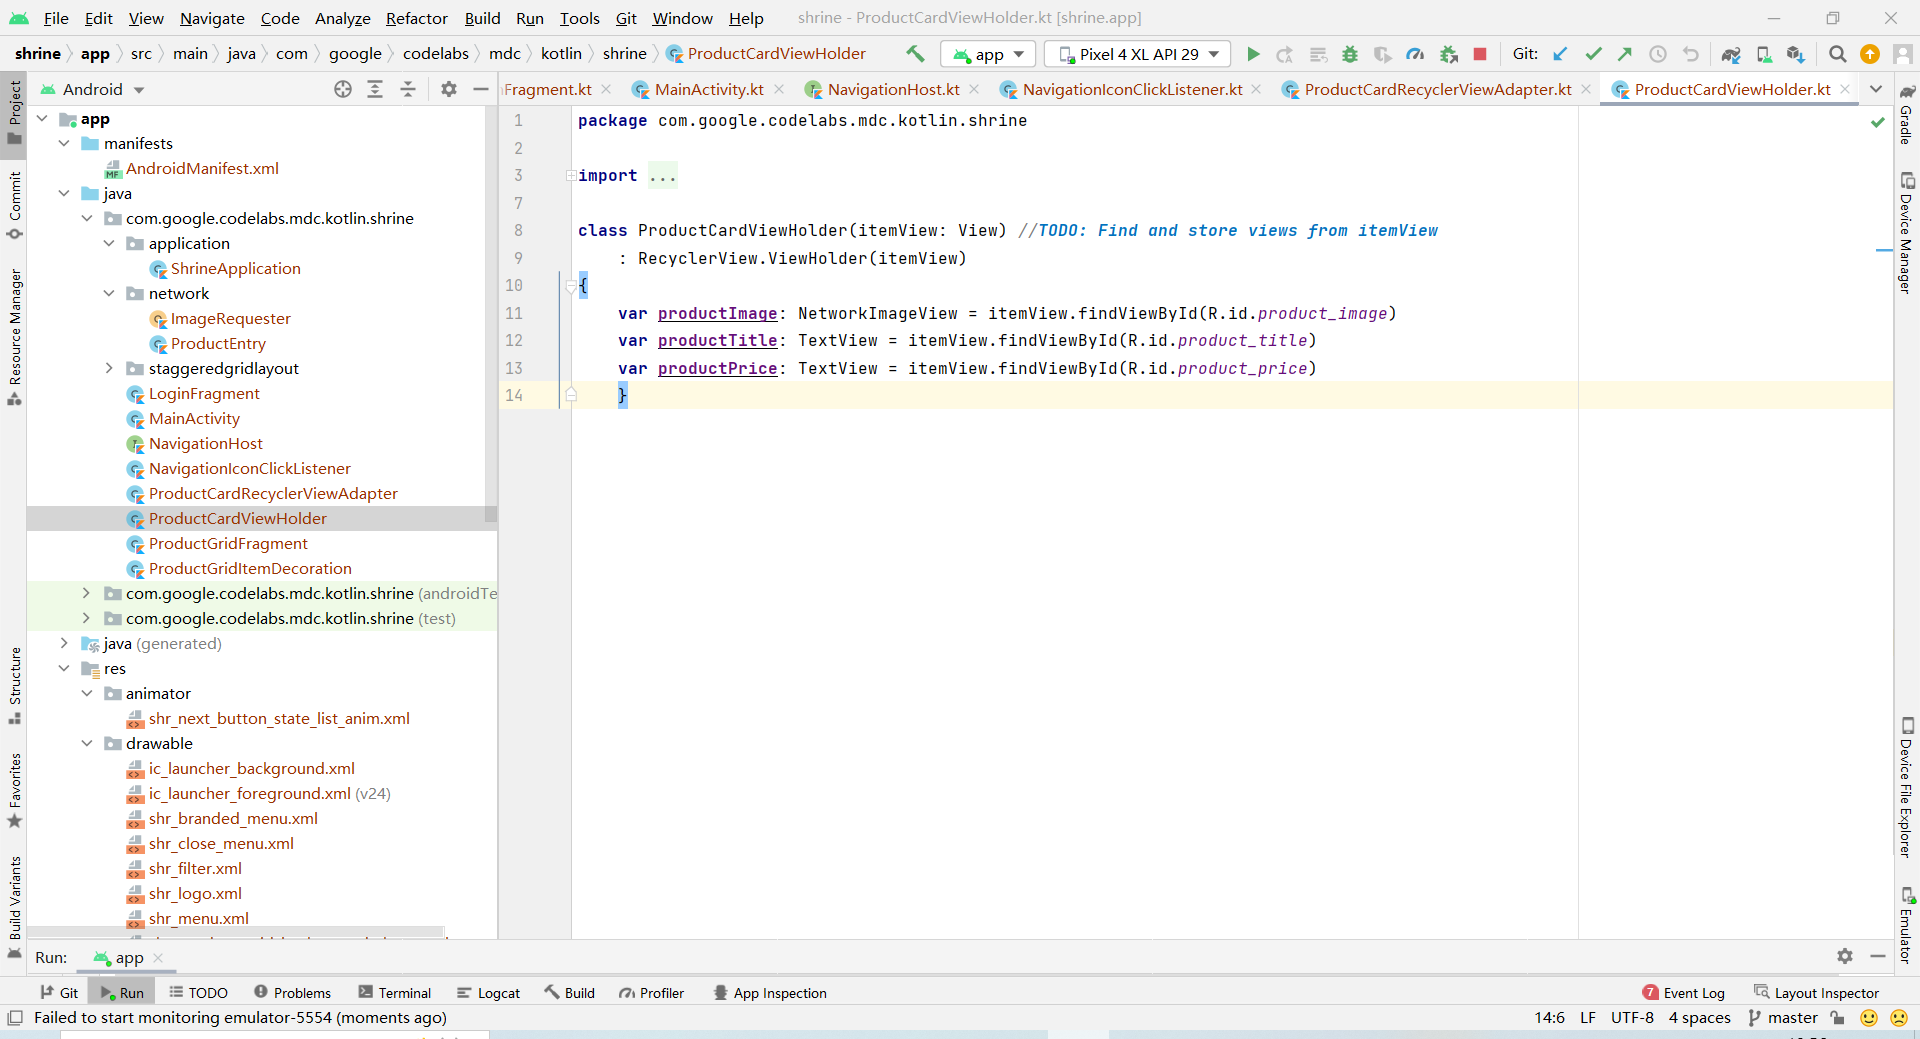 File Edit View Navigate Code Analyze Refactor Build Run Tools Git Window Help shrine - ProductCardViewHolder.kt [shrine.app]
shrine app src main java com google codelabs mdc kotlin shrine ProductCardViewHolder app Pixel 4 XL API 29 Git:
Android
Fragment.kt MainActivity.kt NavigationHost.kt NavigationIconClickListener.kt ProductCardRecyclerViewAdapter.kt ProductCardViewHolder.kt
Project
Commit
Resource Manager
Structure
Favorites
Build Variants
app
manifests
AndroidManifest.xml
java
com.google.codelabs.mdc.kotlin.shrine
application
ShrineApplication
network
ImageRequester
ProductEntry
staggeredgridlayout
LoginFragment
MainActivity
NavigationHost
NavigationIconClickListener
ProductCardRecyclerViewAdapter
ProductCardViewHolder
ProductGridFragment
ProductGridItemDecoration
com.google.codelabs.mdc.kotlin.shrine (androidTe
com.google.codelabs.mdc.kotlin.shrine (test)
java (generated)
res
animator
shr_next_button_state_list_anim.xml
drawable
ic_launcher_background.xml
ic_launcher_foreground.xml (v24)
shr_branded_menu.xml
shr_close_menu.xml
shr_filter.xml
shr_logo.xml
shr_menu.xml
1 package com.google.codelabs.mdc.kotlin.shrine
2
3 import ...
7
8 class ProductCardViewHolder(itemView: View) //TODO: Find and store views from itemView
9 : RecyclerView.ViewHolder(itemView)
10 {
11 var productImage: NetworkImageView = itemView.findViewById(R.id.product_image)
12 var productTitle: TextView = itemView.findViewById(R.id.product_title)
13 var productPrice: TextView = itemView.findViewById(R.id.product_price)
14 }
Gradle
Device Manager
Device File Explorer
Emulator
Run: app
Git Run TODO Problems Terminal Logcat Build Profiler App Inspection 7 Event Log Layout Inspector
Failed to start monitoring emulator-5554 (moments ago) 14:6 LF UTF-8 4 spaces master